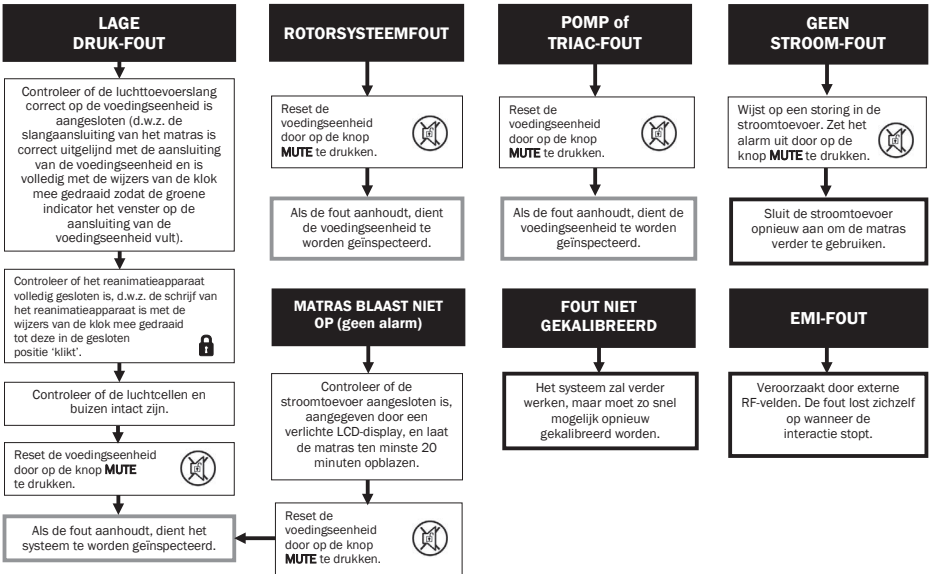 LAGE
DRUK-FOUT
Controleer of de luchttoevoerslang
correct op de voedingseenheid is
aangesloten (d.w.z. de
slangaansluiting van het matras is
correct uitgelijnd met de aansluiting
van de voedingseenheid en is
volledig met de wijzers van de klok
mee gedraaid zodat de groene
indicator het venster op de
aansluiting van de
voedingseenheid vult).
Controleer of het reanimatieapparaat
volledig gesloten is, d.w.z. de schrijf van
het reanimatieapparaat is met de
wijzers van de klok mee gedraaid
tot deze in de gesloten
positie ‘klikt’.
Controleer of de luchtcellen en
buizen intact zijn.
Reset de voedingseenheid
door op de knop MUTE
te drukken.
Als de fout aanhoudt, dient het
systeem te worden geïnspecteerd.
ROTORSYSTEEMFOUT
Reset de
voedingseenheid
door op de knop
MUTE te drukken.
Als de fout aanhoudt, dient
de voedingseenheid te
worden geïnspecteerd.
POMP of
TRIAC-FOUT
Reset de
voedingseenheid
door op de knop
MUTE te drukken.
Als de fout aanhoudt, dient de
voedingseenheid te worden
geïnspecteerd.
GEEN
STROOM-FOUT
Wijst op een storing in de
stroomtoevoer. Zet het
alarm uit door op de
knop MUTE te drukken.
Sluit de stroomtoevoer
opnieuw aan om de matras
verder te gebruiken.
MATRAS BLAAST NIET
OP (geen alarm)
Controleer of de
stroomtoevoer aangesloten is,
aangegeven door een
verlichte LCD-display, en laat
de matras ten minste 20
minuten opblazen.
Reset de
voedingseenheid
door op de knop
MUTE te drukken.
FOUT NIET
GEKALIBREERD
Het systeem zal verder
werken, maar moet zo snel
mogelijk opnieuw
gekalibreerd worden.
EMI-FOUT
Veroorzaakt door externe
RF-velden. De fout lost zichzelf
op wanneer de
interactie stopt.